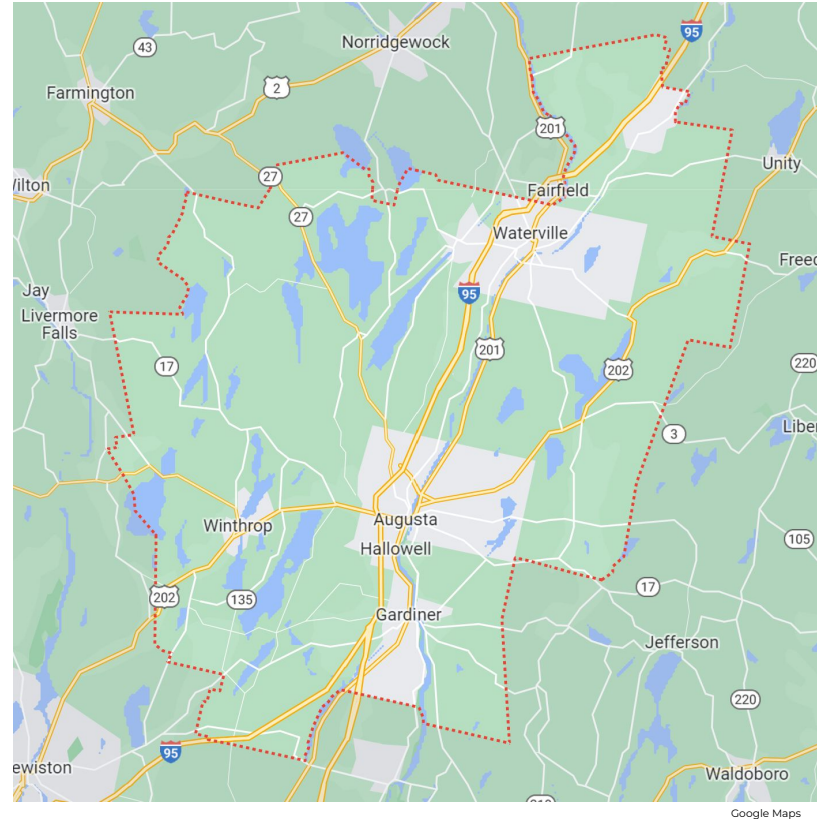 95
43
Norridgewock
2
Farmington
201
Unity
27
Wilton
Fairfield
27
Waterville
Freed
Jay
95
Livermore
Falls
201
17
202
220
Liber
3
Augusta
Winthrop
105
Hallowell
17
202
135
Gardiner
Jefferson
220
95
ewiston
Waldoboro
Google Maps